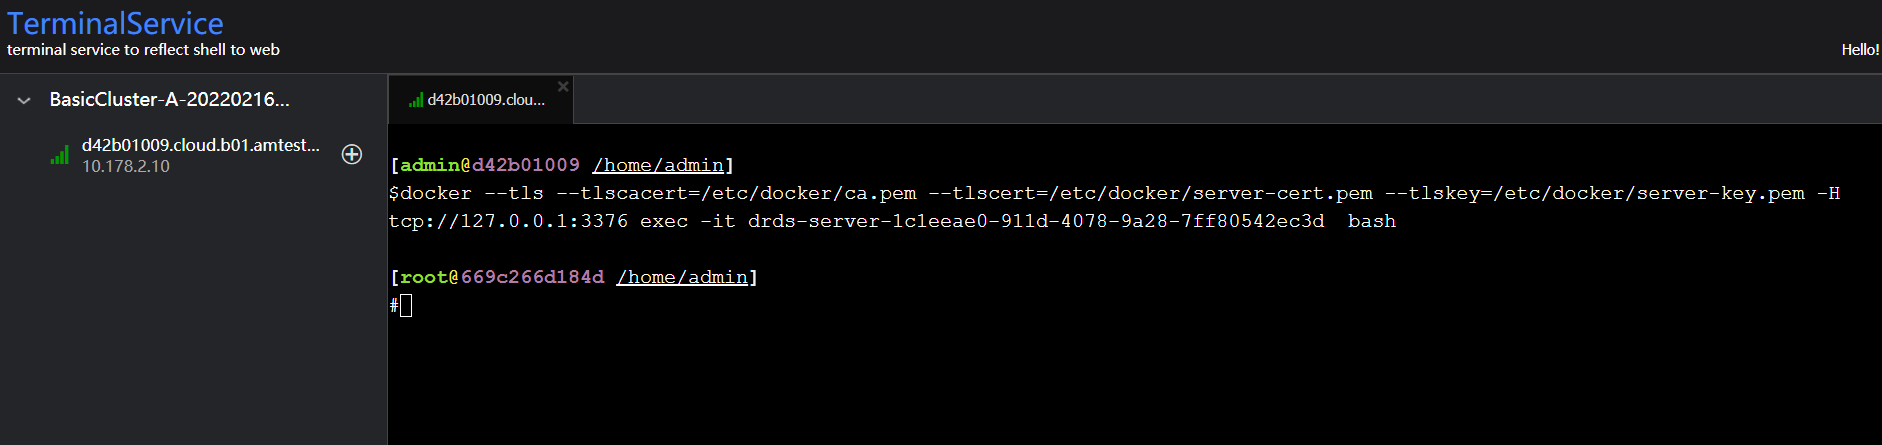 TerminalService
terminal service to reflect shell to web
Hello!
BasicCluster-A-20220216...
d42b01009.cloud.b01.amtest...
10.178.2.10
d42b01009.clou...
[admin@d42b01009 /home/admin]
$docker --tls --tlscacert=/etc/docker/ca.pem --tlscert=/etc/docker/server-cert.pem --tlskey=/etc/docker/server-key.pem -H
tcp://127.0.0.1:3376 exec -it drds-server-1c1eeae0-911d-4078-9a28-7ff80542ec3d  bash
[root@669c266d184d /home/admin]
#